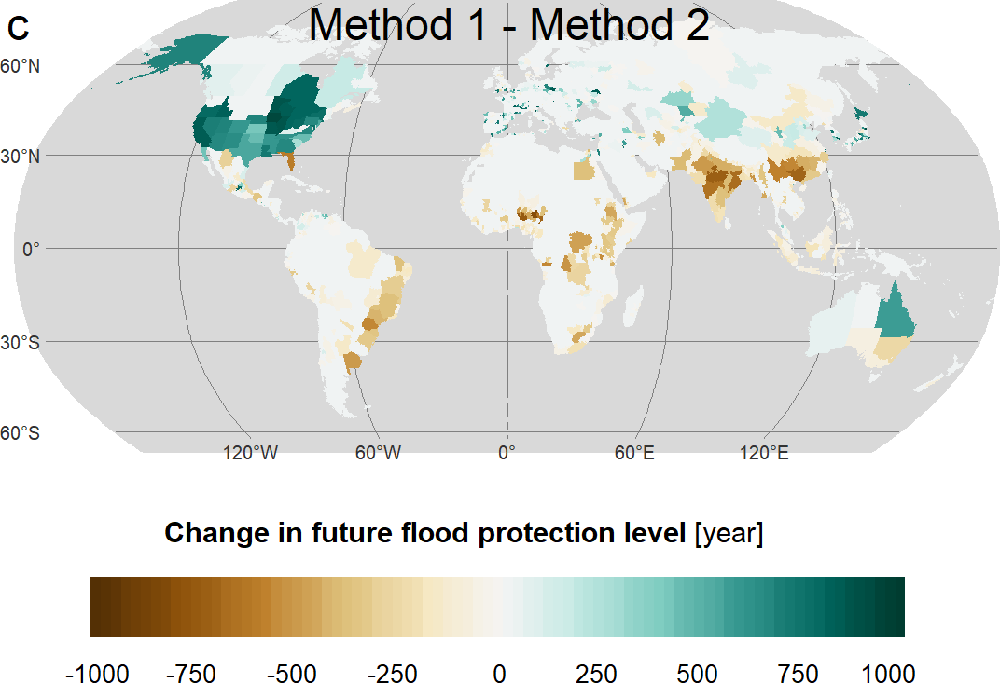 c
Method 1 - Method 2
60°N
30°N
0°
30°S
60°S
120°W 60°W 0° 60°E 120°E
Change in future flood protection level [year]
-1000 -750 -500 -250 0 250 500 750 1000